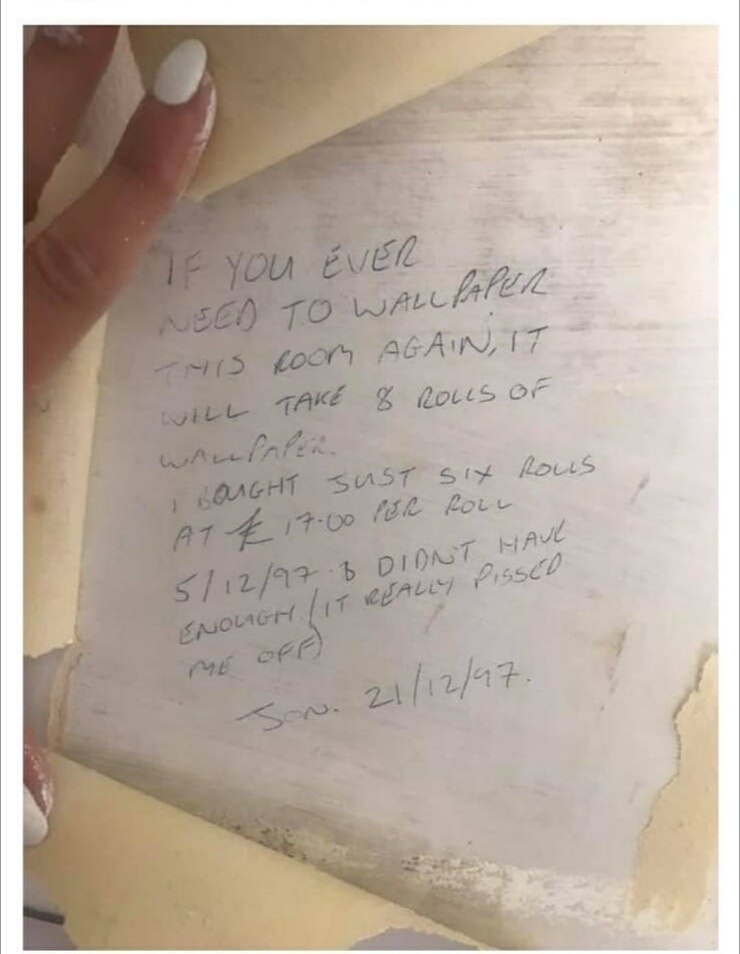 IF YOU EVER
NEED TO WALLPAPER
THIS ROOM AGAIN, IT
WILL TAKE 8 ROLLS OF
WALLPAPER.
I BOUGHT JUST SIX ROLLS
AT £17.00 PER ROLL
5/12/97 & DIDN'T HAVE
ENOUGH (IT REALLY PISSED
ME OFF)
JON. 21/12/97.